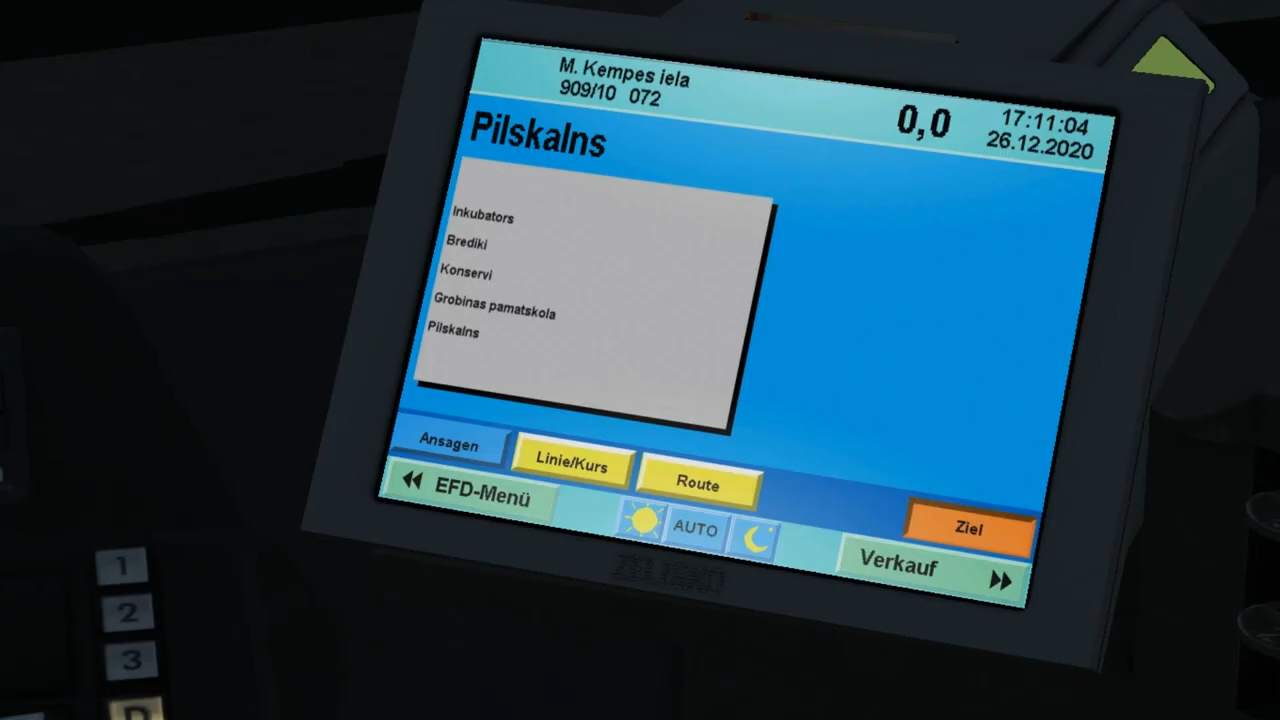 M. Kempes iela
909/10 072
0,0
17:11:04
26.12.2020
Pilskalns
Inkubators
Brediki
Konservi
Grobinas pamatskola
Pilskalns
Ansagen
Linie/Kurs
Route
Ziel
EFD-Menü
AUTO
Verkauf
1
2
3
D